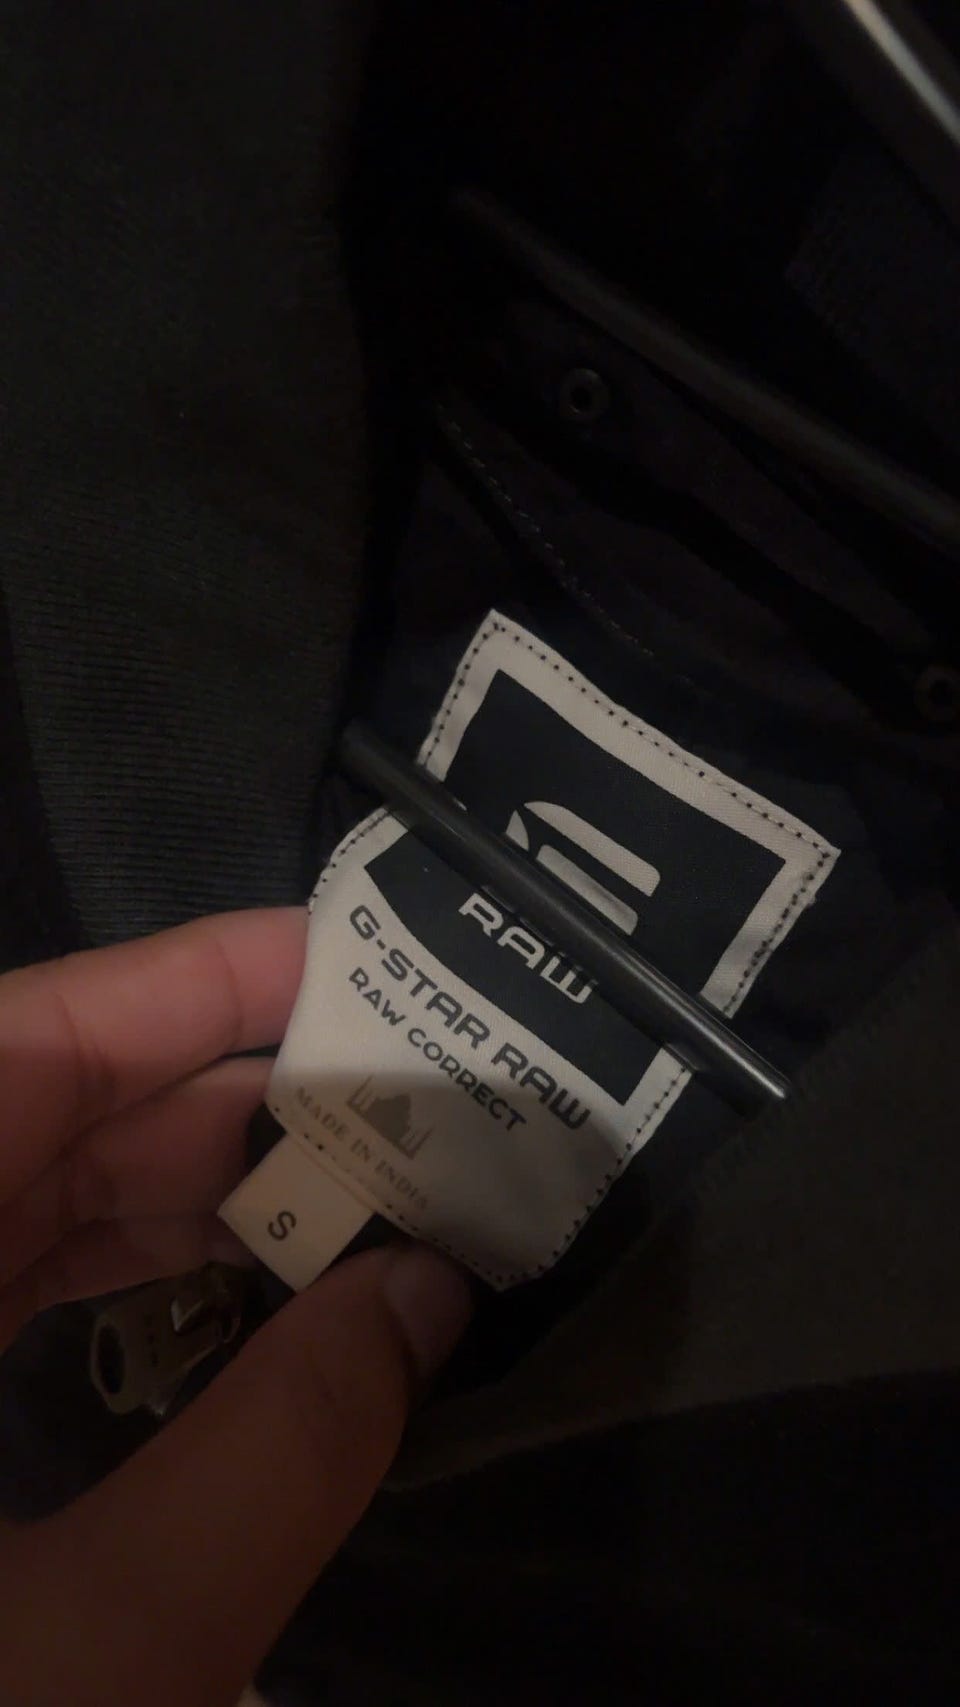 RAW
G-STAR RAW
RAW CORRECT
MADE IN INDIA
S